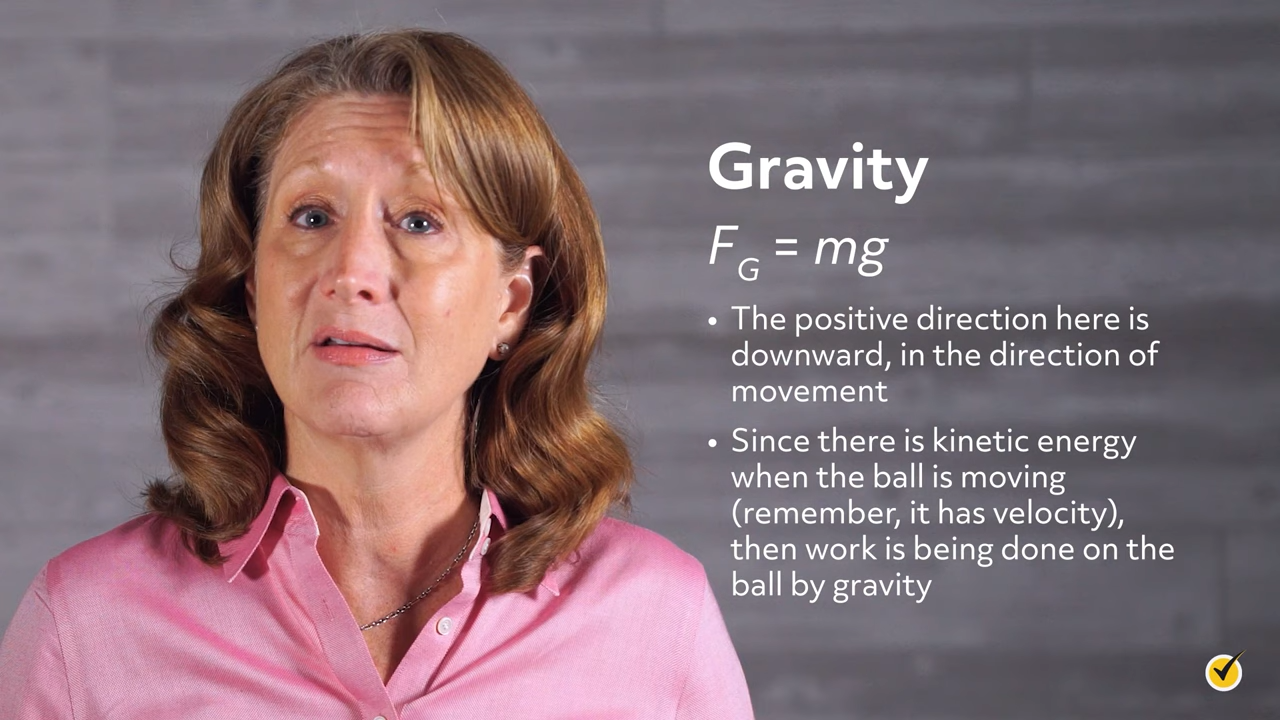 Gravity
F_G = mg
• The positive direction here is
downward, in the direction of
movement
• Since there is kinetic energy
when the ball is moving
(remember, it has velocity),
then work is being done on the
ball by gravity